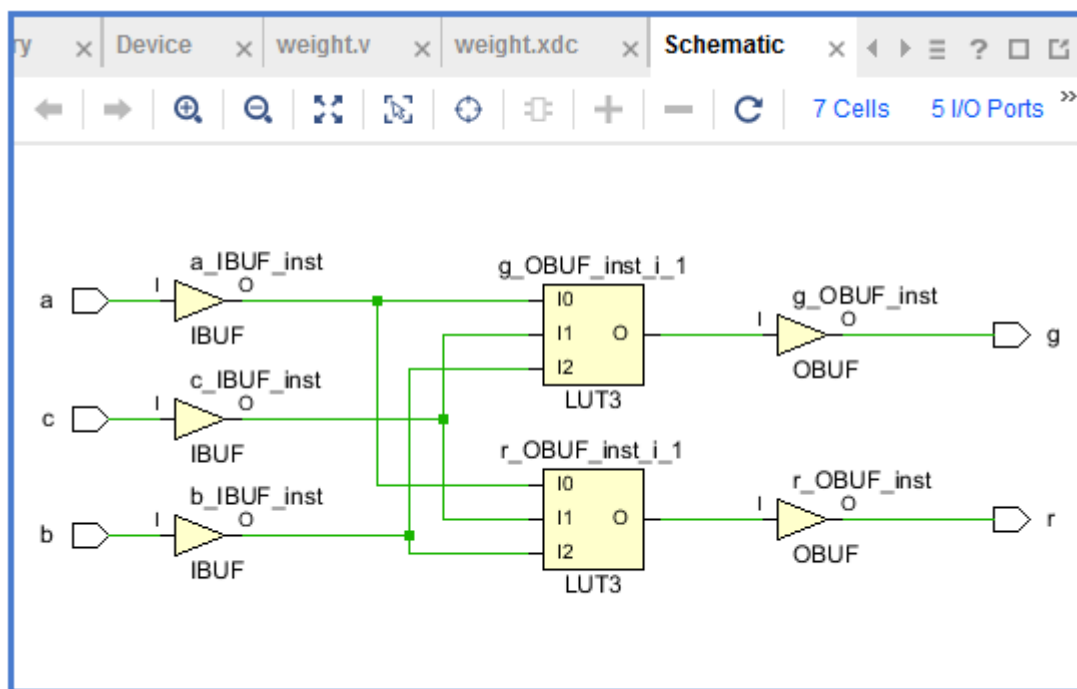 ry Device weight.v weight.xdc Schematic ?
7 Cells 5 I/O Ports »
a_IBUF_inst g_OBUF_inst_i_1
a I O I0 g_OBUF_inst
IBUF I1 O I O g
I2 OBUF
c_IBUF_inst LUT3
c I O
IBUF r_OBUF_inst_i_1
b_IBUF_inst I0 r_OBUF_inst
b I O I1 O I O r
IBUF I2 OBUF
LUT3